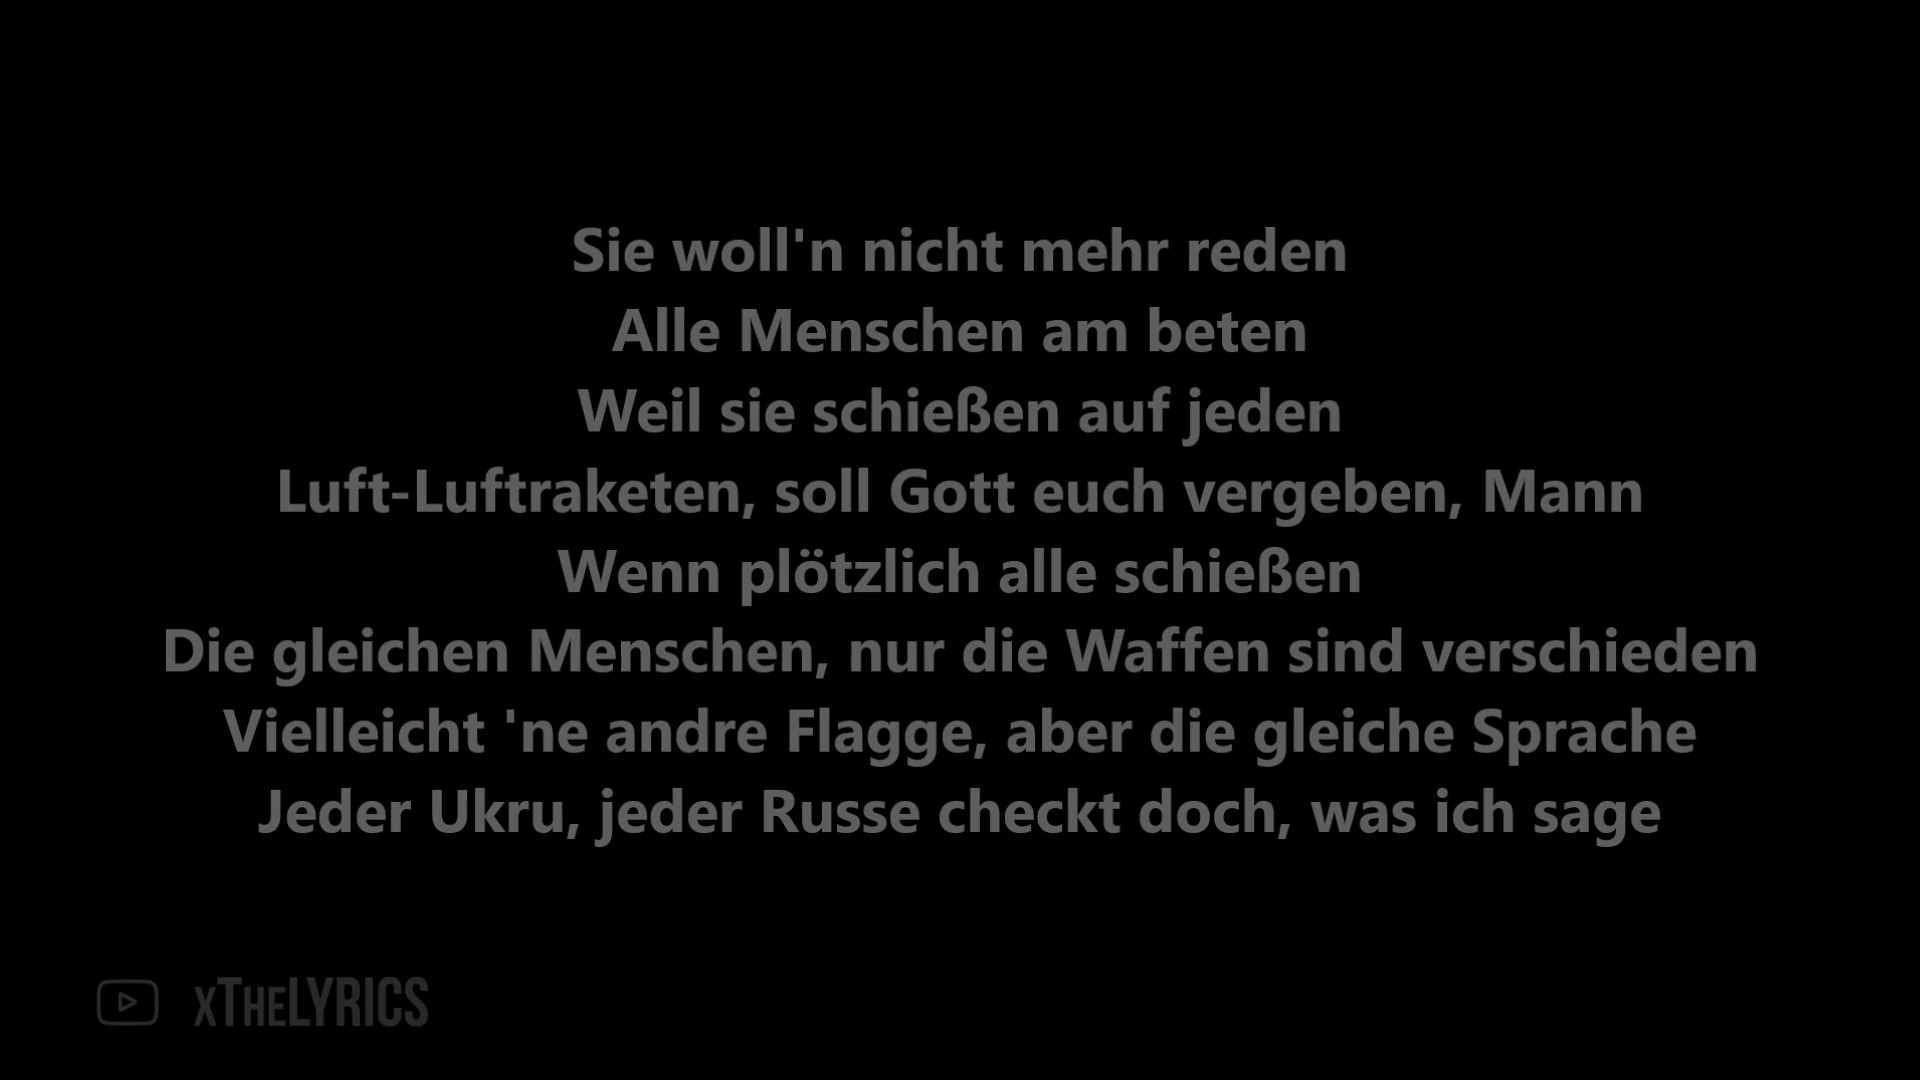 Sie woll'n nicht mehr reden
Alle Menschen am beten
Weil sie schießen auf jeden
Luft-Luftraketen, soll Gott euch vergeben, Mann
Wenn plötzlich alle schießen
Die gleichen Menschen, nur die Waffen sind verschieden
Vielleicht 'ne andre Flagge, aber die gleiche Sprache
Jeder Ukru, jeder Russe checkt doch, was ich sage
xTheLYRICS